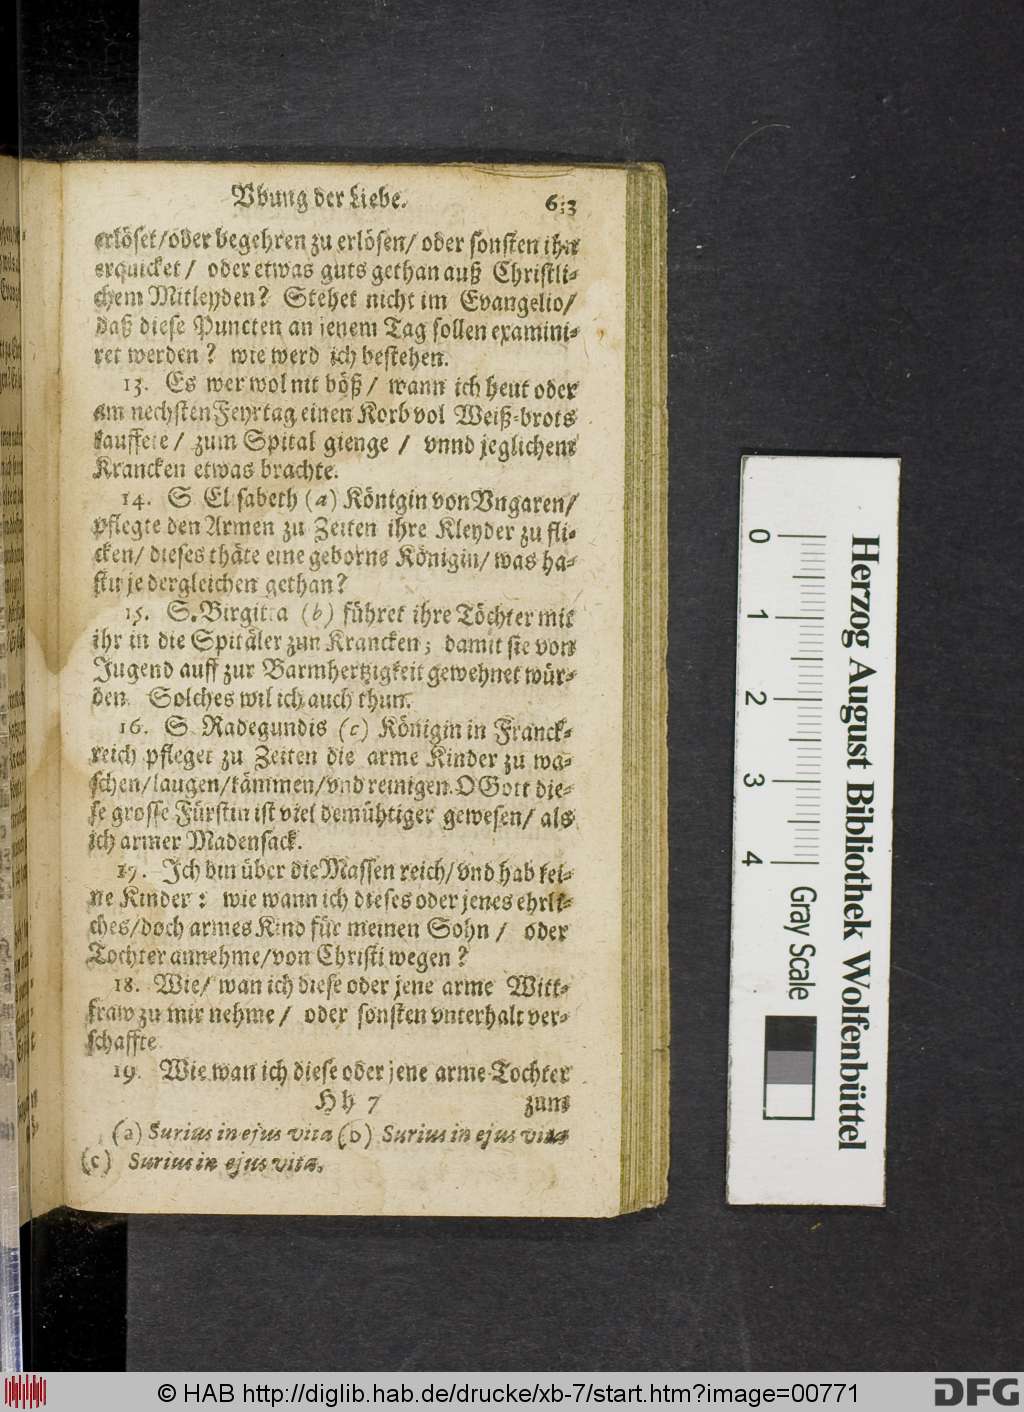 Vbung der Liebe. 6;3
erlöset/oder begehren zu erlösen/ oder sonsten ihn
erquicket/ oder etwas guts gethan auß Christli-
chem Mitleyden? Stehet nicht im Evangelio/
daß diese Puncten an jenem Tag sollen examini-
ret werden? wie werd ich bestehen.
13. Es wer wol nit böß/ wann ich heut oder
am nechsten Feyrtag einen Korb vol Weiß-brots
kauffete/ zum Spital gienge/ vnnd jeglichem
Krancken etwas brachte.
14. S El sabeth (a) Königin von Vngaren/
pflegte den Armen zu Zeiten ihre Kleyder zu fli-
cken/ dieses thäte eine geborne Königin/ was ha-
stu je dergleichen gethan?
15. S. Birgitta (b) führet ihre Töchter mit
ihr in die Spitäler zun Krancken; damit sie von
Jugend auff zur Barmhertzigkeit gewehnet wür-
den. Solches wil ich auch thun.
16. S. Radegundis (c) Königin in Franck-
reich pfleget zu Zeiten die arme Kinder zu wa-
schen/laugen/kämmen/vnd reinigen. O Gott die-
se grosse Fürstin ist viel demühtiger gewesen/ als
ich armer Madensack.
17. Ich bin über die Massen reich/vnd hab kei-
ne Kinder: wie wann ich dieses oder jenes ehrli-
ches/doch armes Kind für meinen Sohn/ oder
Tochter annehme/von Christi wegen?
18. Wie/ wan ich diese oder jene arme Witt-
fraw zu mir nehme/ oder sonsten vnterhalt ver-
schaffte
19. Wie wan ich diese oder jene arme Tochter
Hh 7 zum
(a) Surius in ejus vita (b) Surius in ejus vita
(c) Surius in ejus vita.
0 1 2 3 4
Gray Scale
Herzog August Bibliothek Wolfenbüttel
© HAB http://diglib.hab.de/drucke/xb-7/start.htm?image=00771
DFG